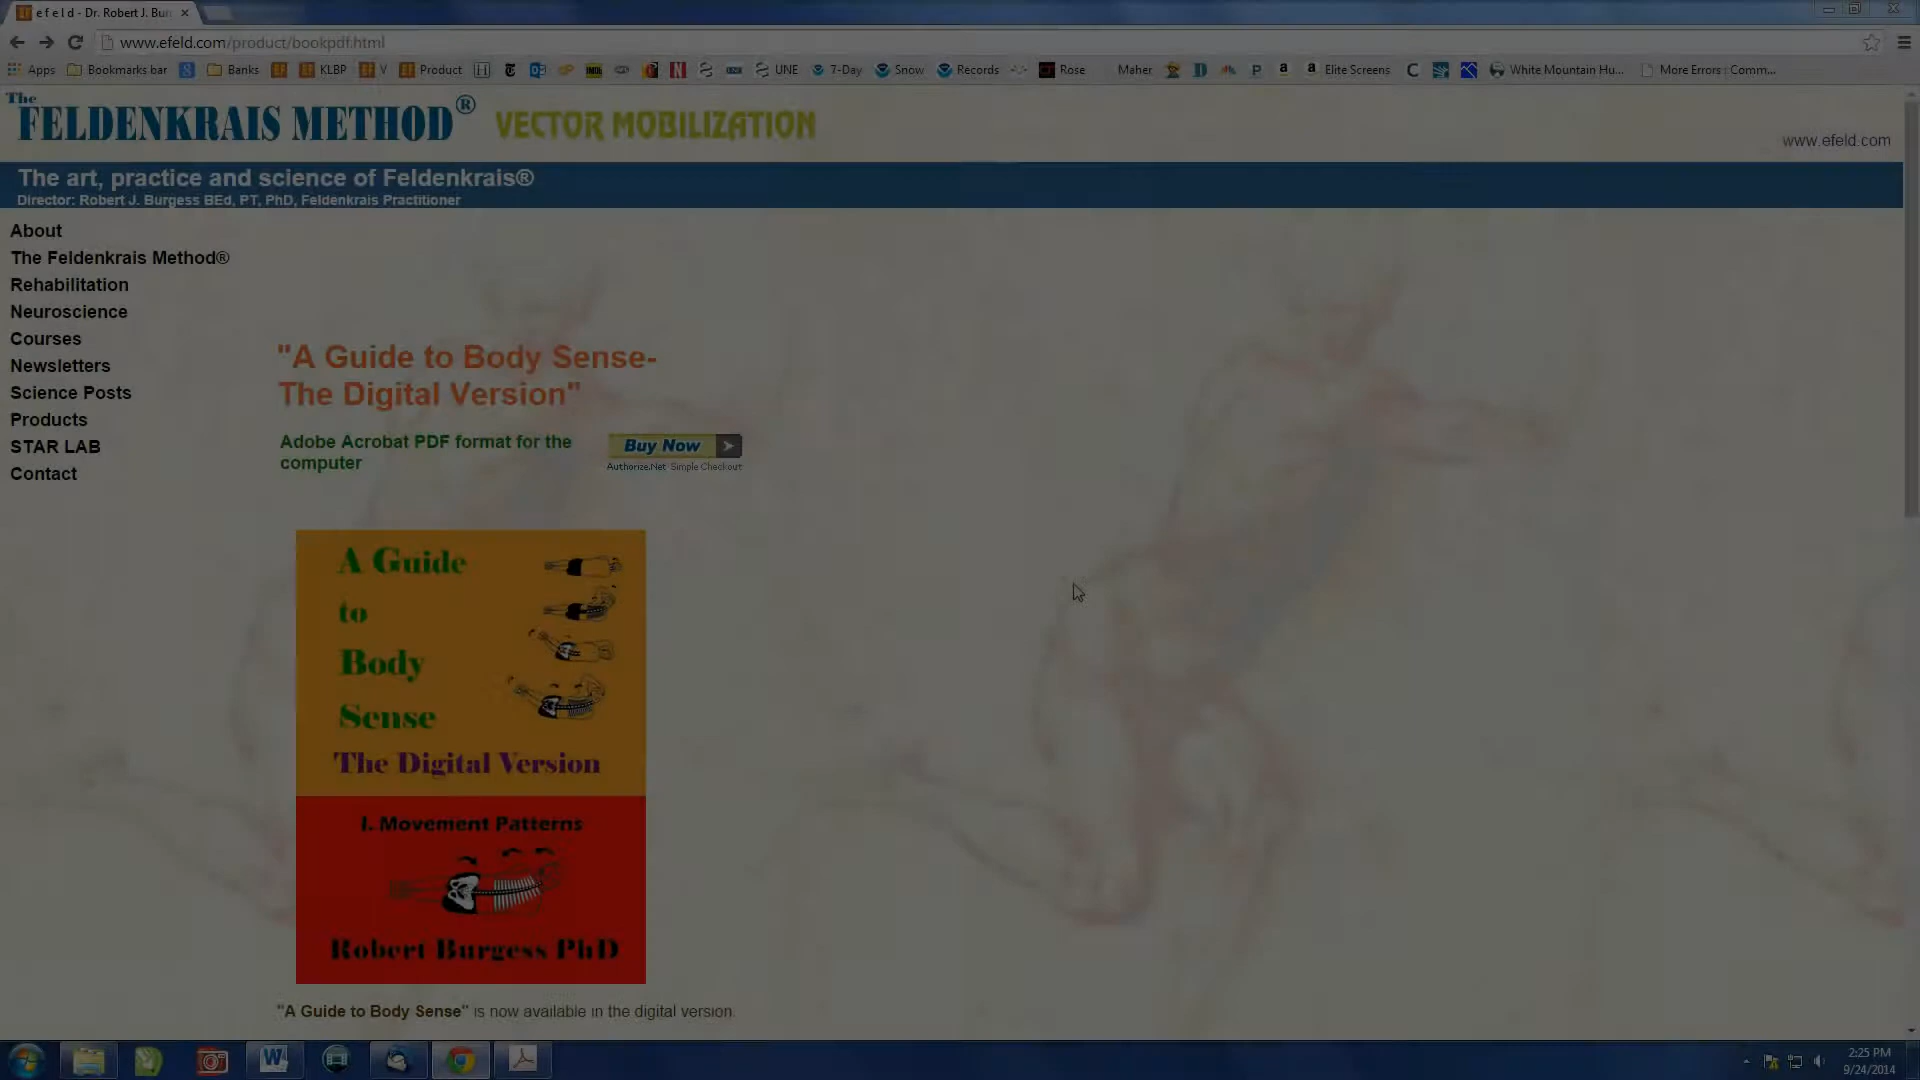 e f e l d - Dr. Robert J. Bur
www.efeld.com/product/bookpdf.html
Apps Bookmarks bar Banks KLBP V Product UNE 7-Day Snow Records Rose Maher Elite Screens White Mountain Hu... More Errors : Comm...
The
FELDENKRAIS METHOD® VECTOR MOBILIZATION
www.efeld.com
The art, practice and science of Feldenkrais®
Director: Robert J. Burgess BEd, PT, PhD, Feldenkrais Practitioner
About
The Feldenkrais Method®
Rehabilitation
Neuroscience
Courses
Newsletters
Science Posts
Products
STAR LAB
Contact
"A Guide to Body Sense-
The Digital Version"
Adobe Acrobat PDF format for the
computer
Buy Now
Authorize.Net Simple Checkout
A Guide
to
Body
Sense
The Digital Version
I. Movement Patterns
Robert Burgess PhD
"A Guide to Body Sense" is now available in the digital version.
2:25 PM
9/24/2014